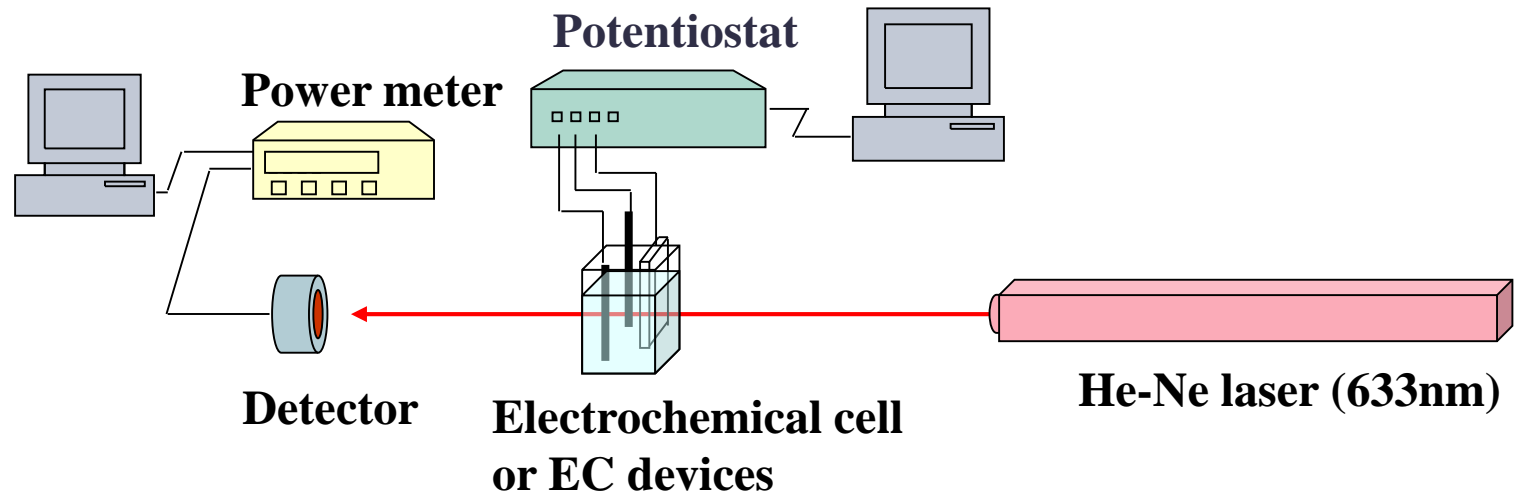 Potentiostat
Power meter
Detector
Electrochemical cell
or EC devices
He-Ne laser (633nm)